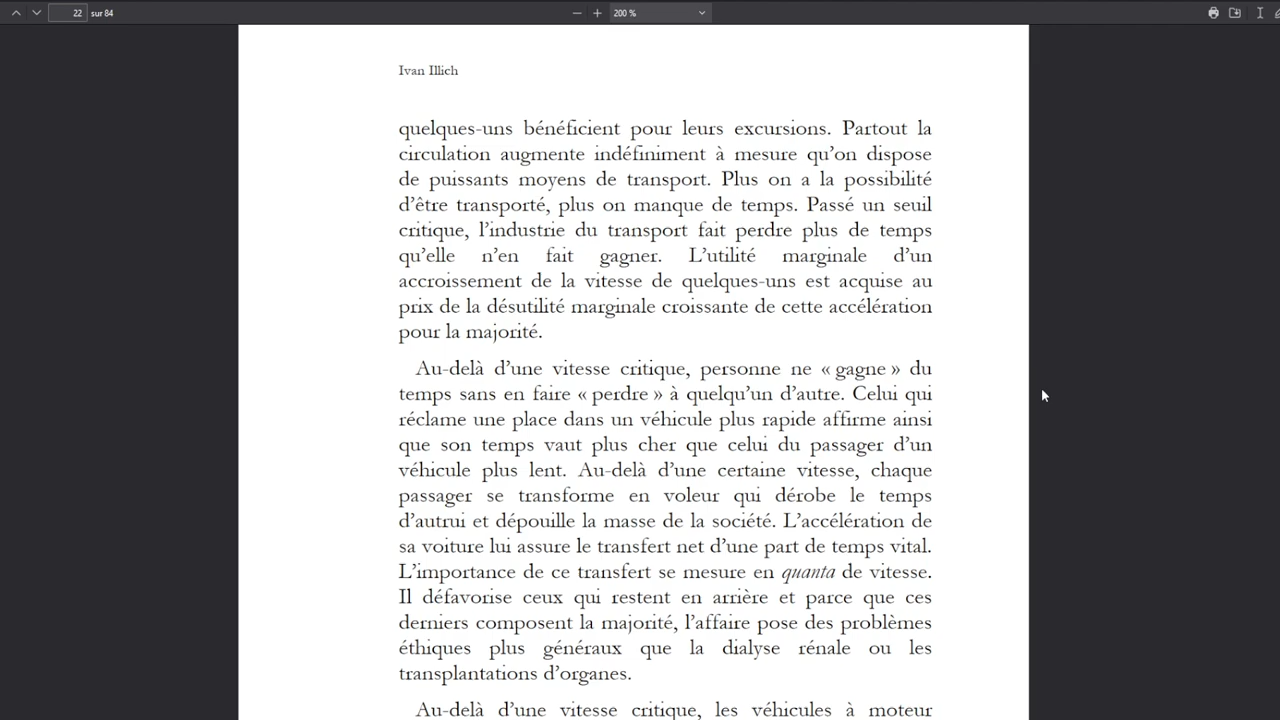 22 sur 84
200 %
Ivan Illich
quelques-uns bénéficient pour leurs excursions. Partout la
circulation augmente indéfiniment à mesure qu’on dispose
de puissants moyens de transport. Plus on a la possibilité
d’être transporté, plus on manque de temps. Passé un seuil
critique, l’industrie du transport fait perdre plus de temps
qu’elle n’en fait gagner. L’utilité marginale d’un
accroissement de la vitesse de quelques-uns est acquise au
prix de la désutilité marginale croissante de cette accélération
pour la majorité.
Au-delà d’une vitesse critique, personne ne « gagne » du
temps sans en faire « perdre » à quelqu’un d’autre. Celui qui
réclame une place dans un véhicule plus rapide affirme ainsi
que son temps vaut plus cher que celui du passager d’un
véhicule plus lent. Au-delà d’une certaine vitesse, chaque
passager se transforme en voleur qui dérobe le temps
d’autrui et dépouille la masse de la société. L’accélération de
sa voiture lui assure le transfert net d’une part de temps vital.
L’importance de ce transfert se mesure en quanta de vitesse.
Il défavorise ceux qui restent en arrière et parce que ces
derniers composent la majorité, l’affaire pose des problèmes
éthiques plus généraux que la dialyse rénale ou les
transplantations d’organes.
Au-delà d’une vitesse critique, les véhicules à moteur